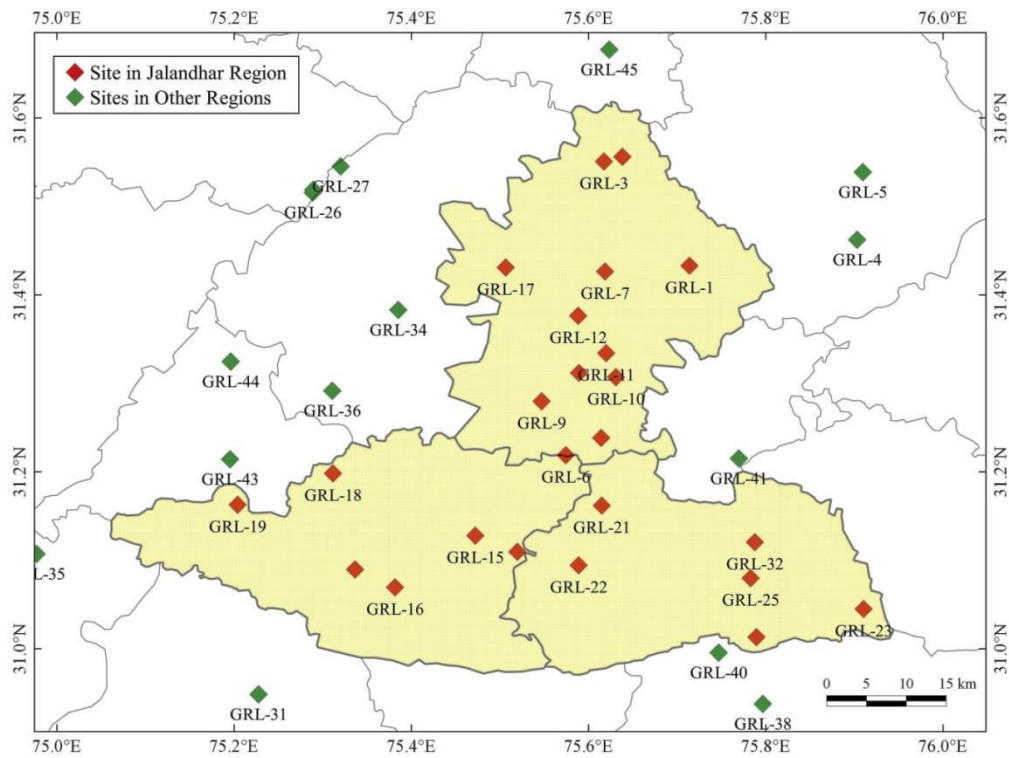 75.0°E 75.2°E 75.4°E 75.6°E 75.8°E 76.0°E
Site in Jalandhar Region
Sites in Other Regions
GRL-45
31.6°N 31.6°N
GRL-3
GRL-27
GRL-5
GRL-26
GRL-4
GRL-17
GRL-7
GRL-1
31.4°N 31.4°N
GRL-34
GRL-12
GRL-44
GRL-11
GRL-36
GRL-10
GRL-9
GRL-43
GRL-6
GRL-41
31.2°N 31.2°N
GRL-18
GRL-19
GRL-21
GRL-15
GRL-32
L-35
GRL-22
GRL-25
GRL-16
GRL-23
31.0°N 31.0°N
GRL-40
0 5 10 15 km
GRL-31
GRL-38
75.0°E 75.2°E 75.4°E 75.6°E 75.8°E 76.0°E